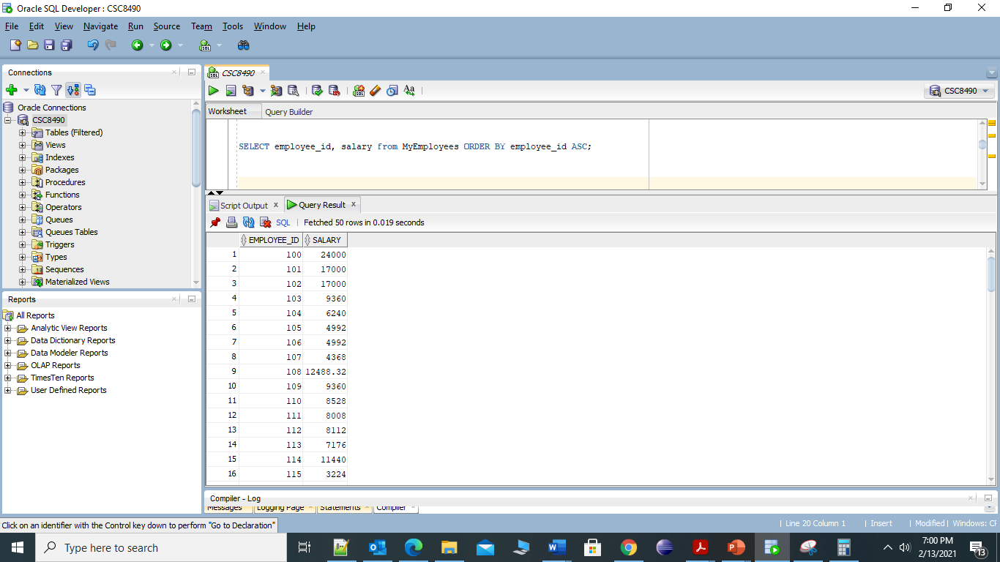 Oracle SQL Developer : CSC8490
File Edit View Navigate Run Source Team Tools Window Help
Connections
Oracle Connections
CSC8490
Tables (Filtered)
Views
Indexes
Packages
Procedures
Functions
Operators
Queues
Queues Tables
Triggers
Types
Sequences
Materialized Views
Reports
All Reports
Analytic View Reports
Data Dictionary Reports
Data Modeler Reports
OLAP Reports
TimesTen Reports
User Defined Reports
CSC8490
CSC8490
Worksheet Query Builder
SELECT employee_id, salary from MyEmployees ORDER BY employee_id ASC;
Script Output Query Result
SQL Fetched 50 rows in 0.019 seconds
EMPLOYEE_ID SALARY
1 100 24000
2 101 17000
3 102 17000
4 103 9360
5 104 6240
6 105 4992
7 106 4992
8 107 4368
9 108 12488.32
10 109 9360
11 110 8528
12 111 8008
13 112 8112
14 113 7176
15 114 11440
16 115 3224
Compiler - Log
Messages Logging Page Statements Compiler
Click on an identifier with the Control key down to perform "Go to Declaration"
Line 20 Column 1 Insert Modified Windows: CF
Type here to search
7:00 PM
2/13/2021
13